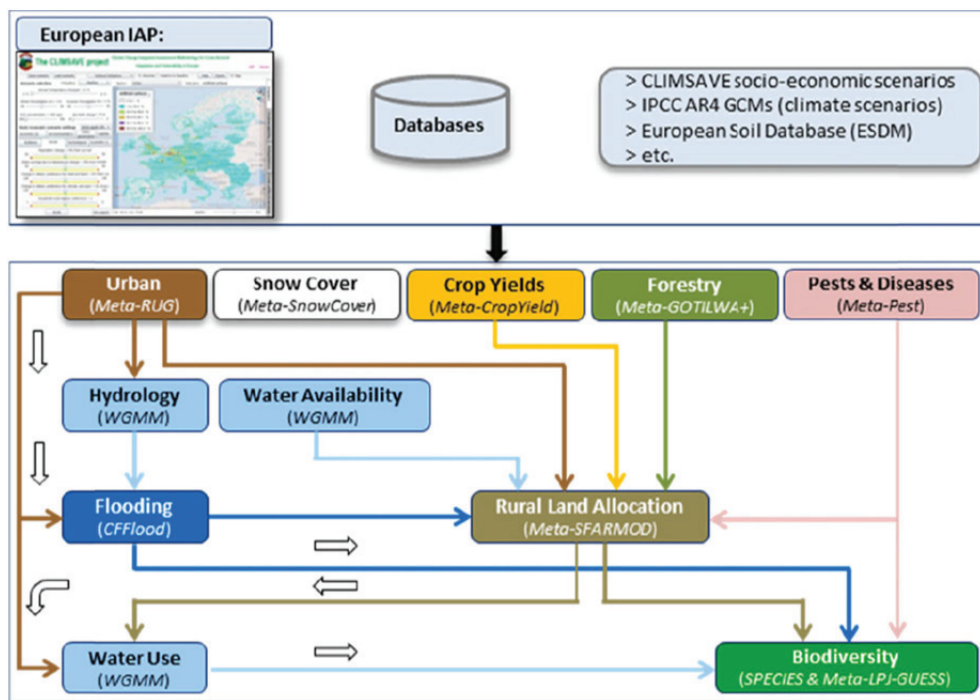 European IAP:
The CLIMSAVE project
Databases
> CLIMSAVE socio-economic scenarios
> IPCC AR4 GCMs (climate scenarios)
> European Soil Database (ESDM)
> etc.
Urban
(Meta-RUG)
Snow Cover
(Meta-SnowCover)
Crop Yields
(Meta-CropYield)
Forestry
(Meta-GOTILWA+)
Pests & Diseases
(Meta-Pest)
Hydrology
(WGMM)
Water Availability
(WGMM)
Flooding
(CFFlood)
Rural Land Allocation
(Meta-SFARMOD)
Water Use
(WGMM)
Biodiversity
(SPECIES & Meta-LPJ-GUESS)